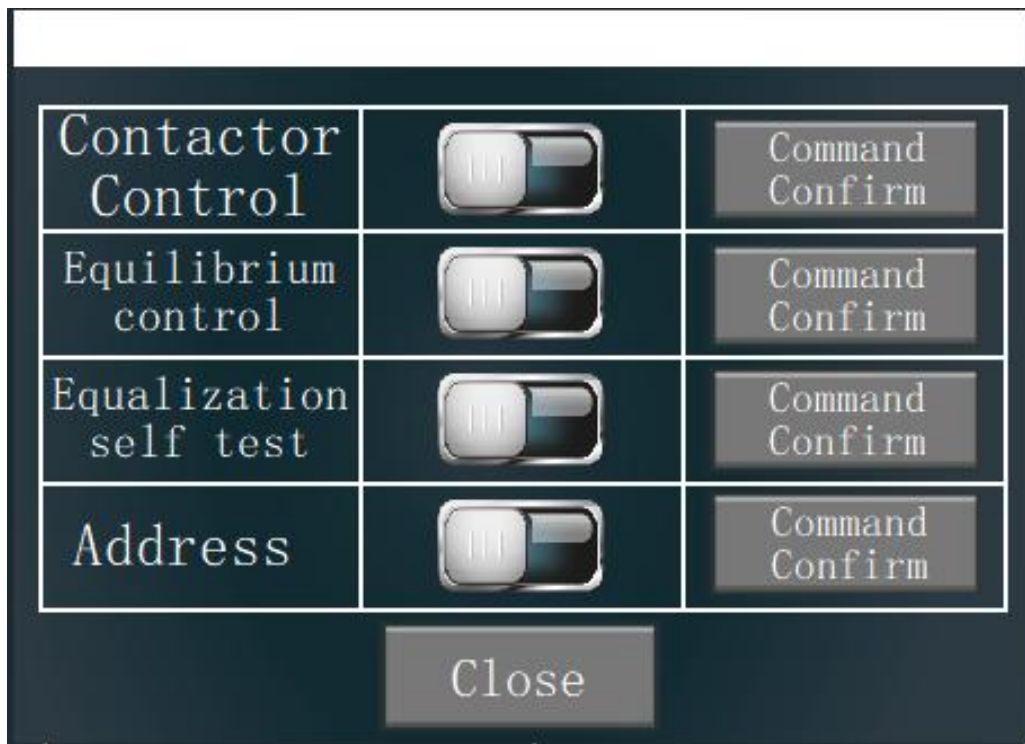 Contactor
Control
Command
Confirm
Equilibrium
control
Command
Confirm
Equalization
self test
Command
Confirm
Address
Command
Confirm
Close